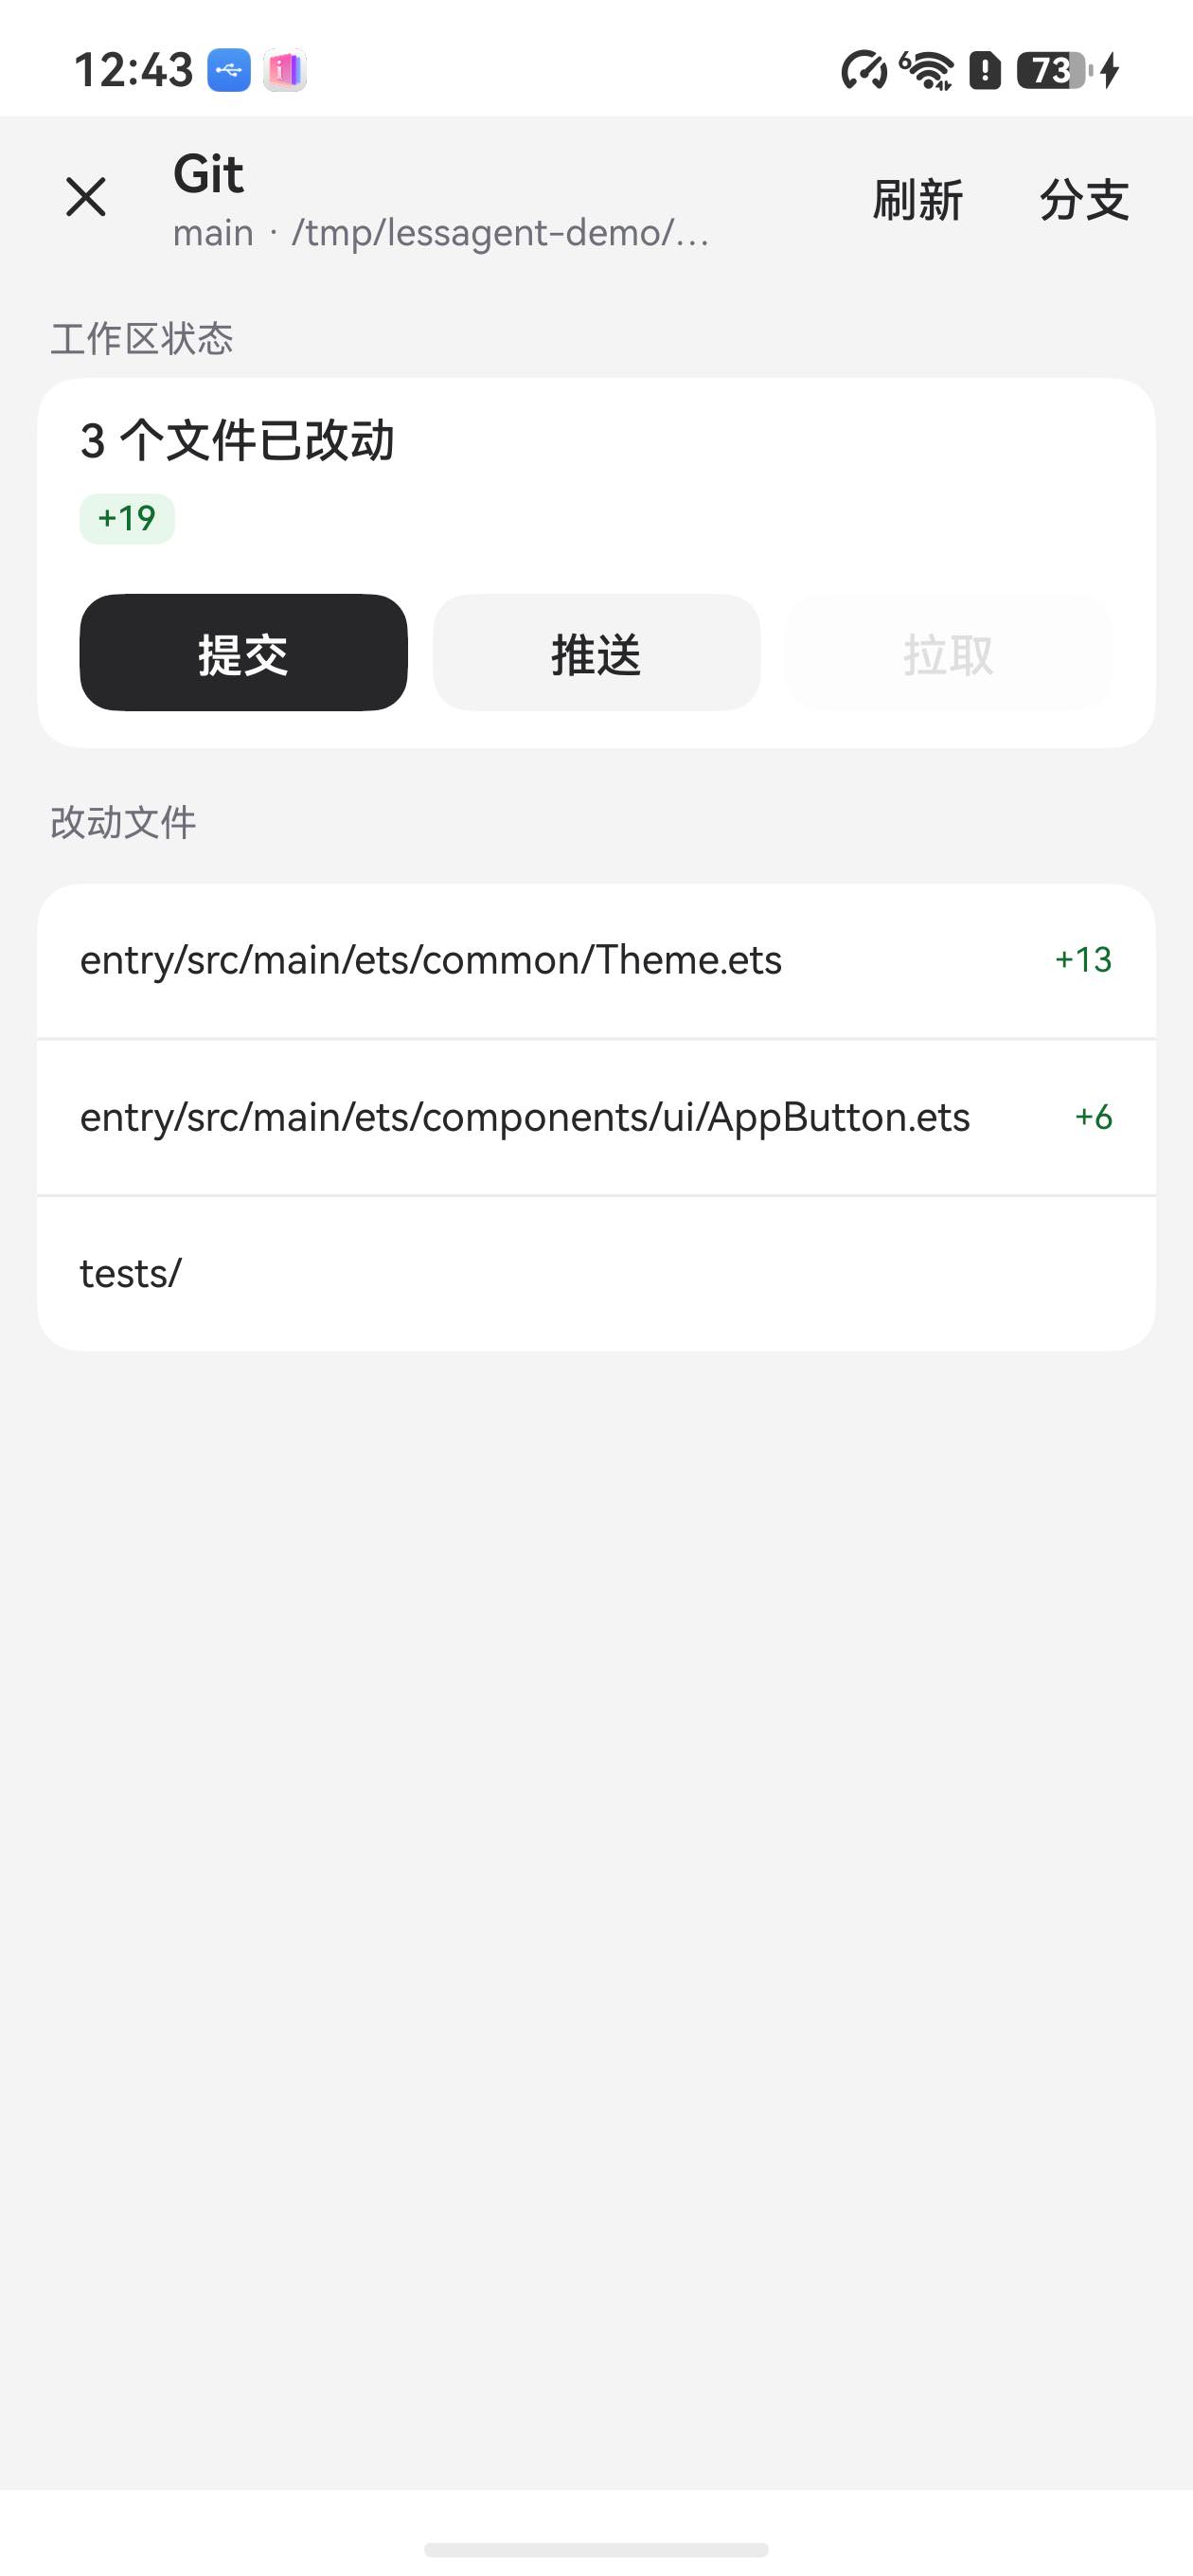 12:43
6
73
Git
main · /tmp/lessagent-demo/...
刷新
分支
工作区状态
3 个文件已改动
+19
提交
推送
拉取
改动文件
entry/src/main/ets/common/Theme.ets
+13
entry/src/main/ets/components/ui/AppButton.ets
+6
tests/